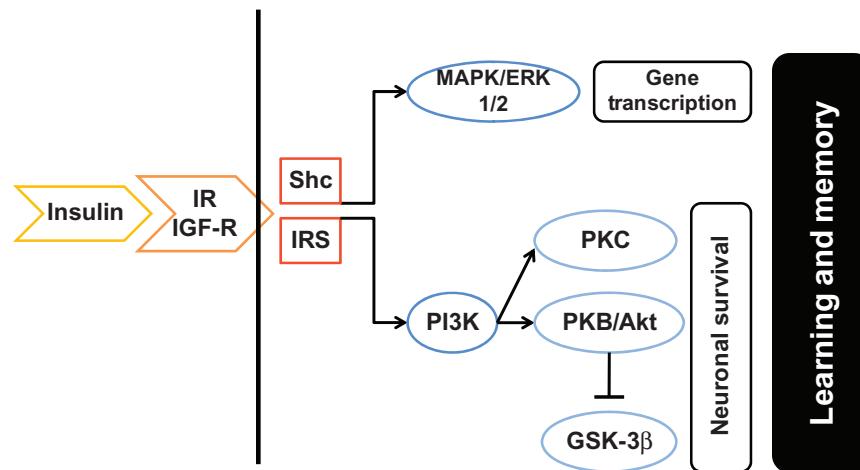 Insulin
IR
IGF-R
Shc
IRS
MAPK/ERK
1/2
Gene
transcription
PI3K
PKC
PKB/Akt
GSK-3β
Neuronal survival
Learning and memory